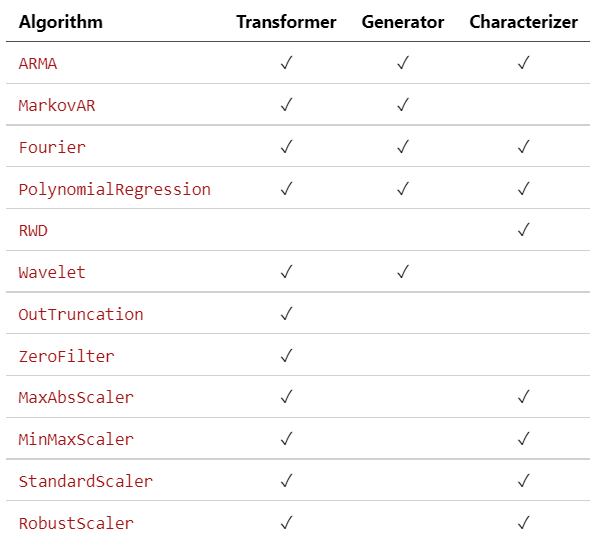 Algorithm Transformer Generator Characterizer
ARMA ✓ ✓ ✓
MarkovAR ✓ ✓
Fourier ✓ ✓ ✓
PolynomialRegression ✓ ✓ ✓
RWD ✓
Wavelet ✓ ✓
OutTruncation ✓
ZeroFilter ✓
MaxAbsScaler ✓ ✓
MinMaxScaler ✓ ✓
StandardScaler ✓ ✓
RobustScaler ✓ ✓